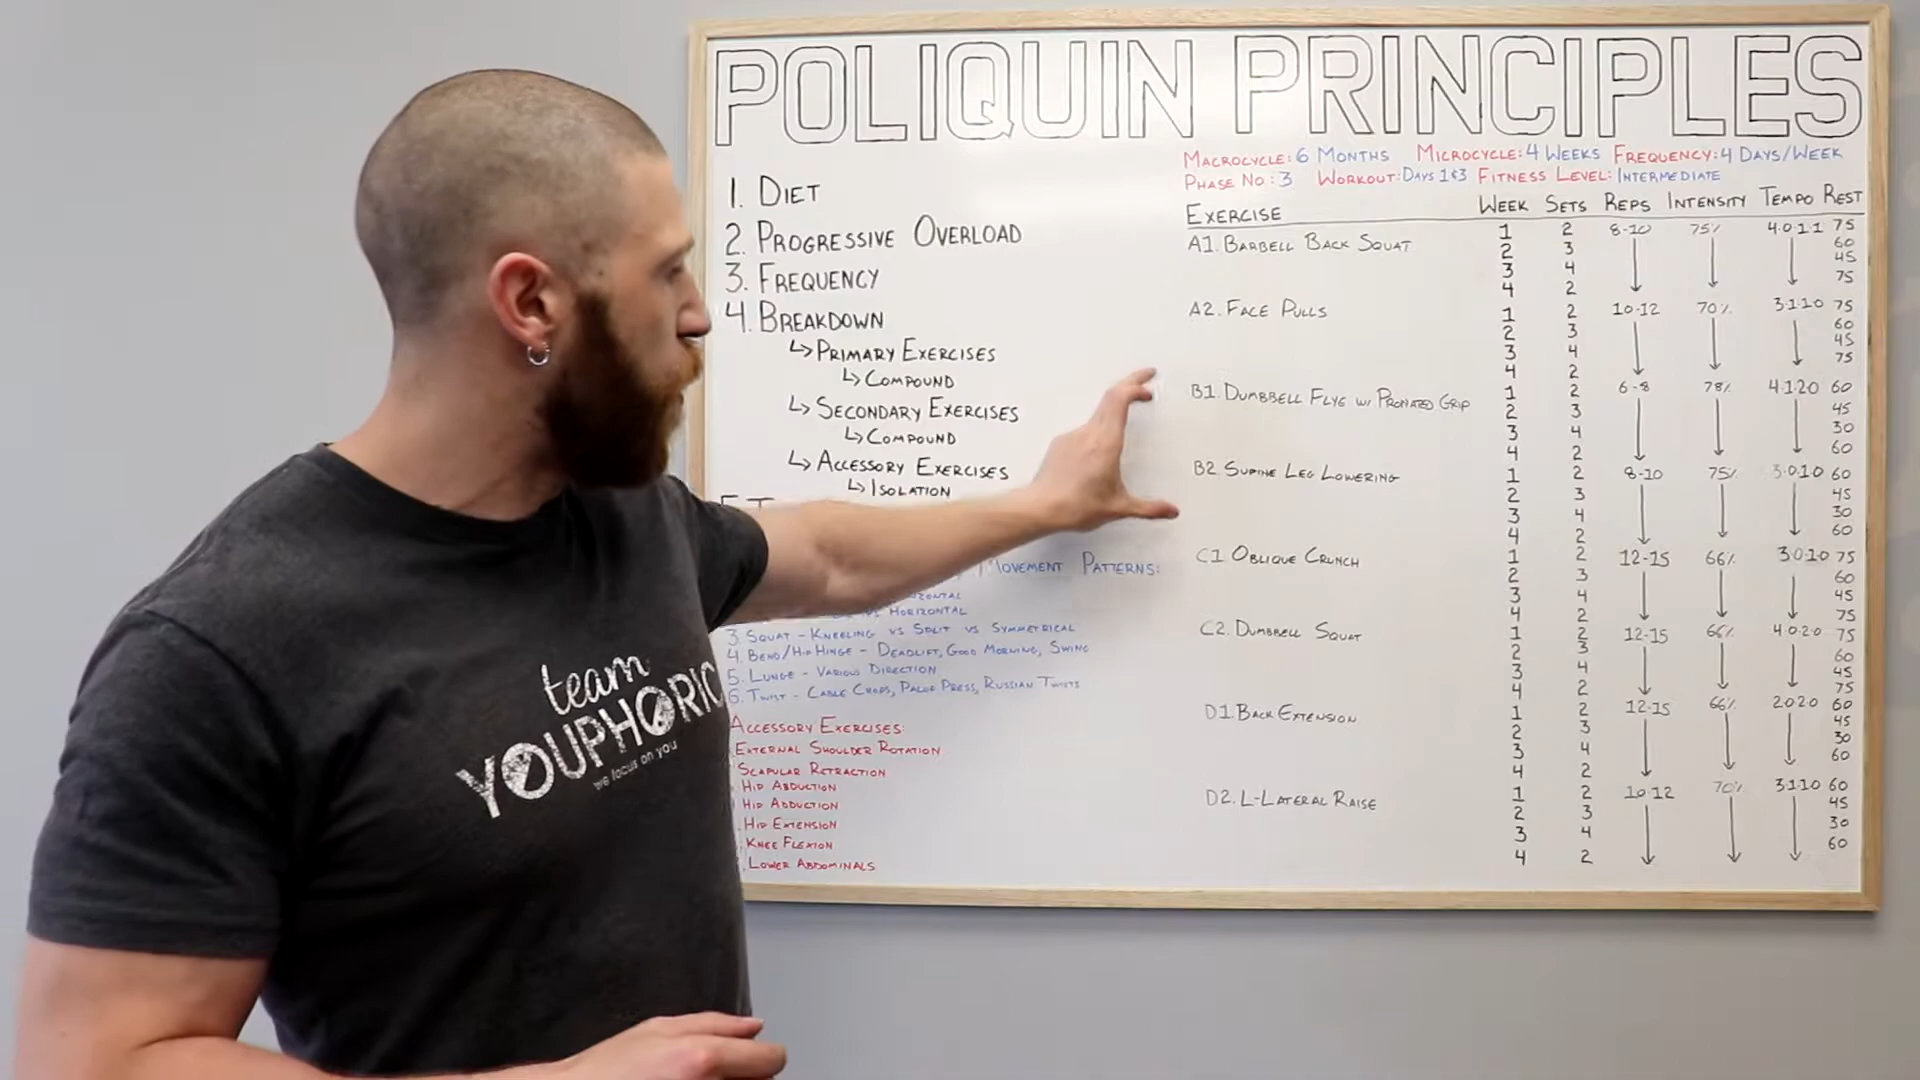 POLIQUIN PRINCIPLES
MACROCYCLE: 6 MONTHS MICROCYCLE: 4 WEEKS FREQUENCY: 4 DAYS/WEEK
PHASE NO.: 3 WORKOUT: DAYS 1&3 FITNESS LEVEL: INTERMEDIATE
1. DIET
2. PROGRESSIVE OVERLOAD
3. FREQUENCY
4. BREAKDOWN
↳ PRIMARY EXERCISES
↳ COMPOUND
↳ SECONDARY EXERCISES
↳ COMPOUND
↳ ACCESSORY EXERCISES
↳ ISOLATION
MOVEMENT PATTERNS:
VS HORIZONTAL
3. SQUAT - KNEELING VS SPLIT VS SYMMETRICAL
4. BEND/HIP HINGE - DEADLIFT, GOOD MORNING, SWING
5. LUNGE - VARIOUS DIRECTION
6. TWIST - CABLE CHOPS, PALOF PRESS, RUSSIAN TWISTS
ACCESSORY EXERCISES:
EXTERNAL SHOULDER ROTATION
SCAPULAR RETRACTION
HIP ABDUCTION
HIP ADDUCTION
HIP EXTENSION
KNEE FLEXION
LOWER ABDOMINALS
EXERCISE WEEK SETS REPS INTENSITY TEMPO REST
A1. BARBELL BACK SQUAT 1 2 8-10 75% 4.0.1.1 75
2 3 60
3 4 45
4 2 75
A2. FACE PULLS 1 2 10-12 70% 3.1.1.0 75
2 3 60
3 4 45
4 2 75
B1. DUMBBELL FLYE W/ PRONATED GRIP 1 2 6-8 78% 4.1.2.0 60
2 3 45
3 4 30
4 2 60
B2. SUPINE LEG LOWERING 1 2 8-10 75% 3.0.1.0 60
2 3 45
3 4 30
4 2 60
C1. OBLIQUE CRUNCH 1 2 12-15 66% 3.0.1.0 75
2 3 60
3 4 45
4 2 75
C2. DUMBBELL SQUAT 1 2 12-15 66% 4.0.2.0 75
2 3 60
3 4 45
4 2 75
D1. BACK EXTENSION 1 2 12-15 66% 2020 60
2 3 45
3 4 30
4 2 60
D2. L-LATERAL RAISE 1 2 10-12 70% 3.1.1.0 60
2 3 45
3 4 30
4 2 60
team
YOUPHORIC
we focus on you